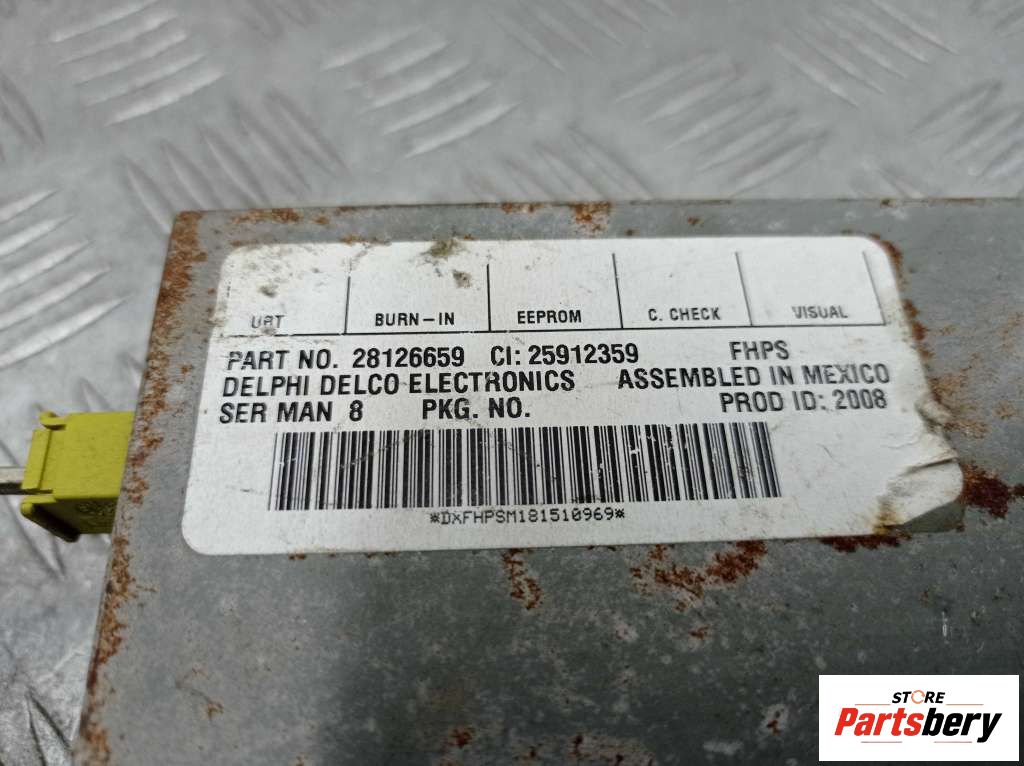 URT BURN-IN EEPROM C. CHECK VISUAL
PART NO. 28126659 CI: 25912359 FHPS
DELPHI DELCO ELECTRONICS ASSEMBLED IN MEXICO
SER MAN 8 PKG. NO. PROD ID: 2008
*DXFHPSM181510969*
STORE
Partsbery